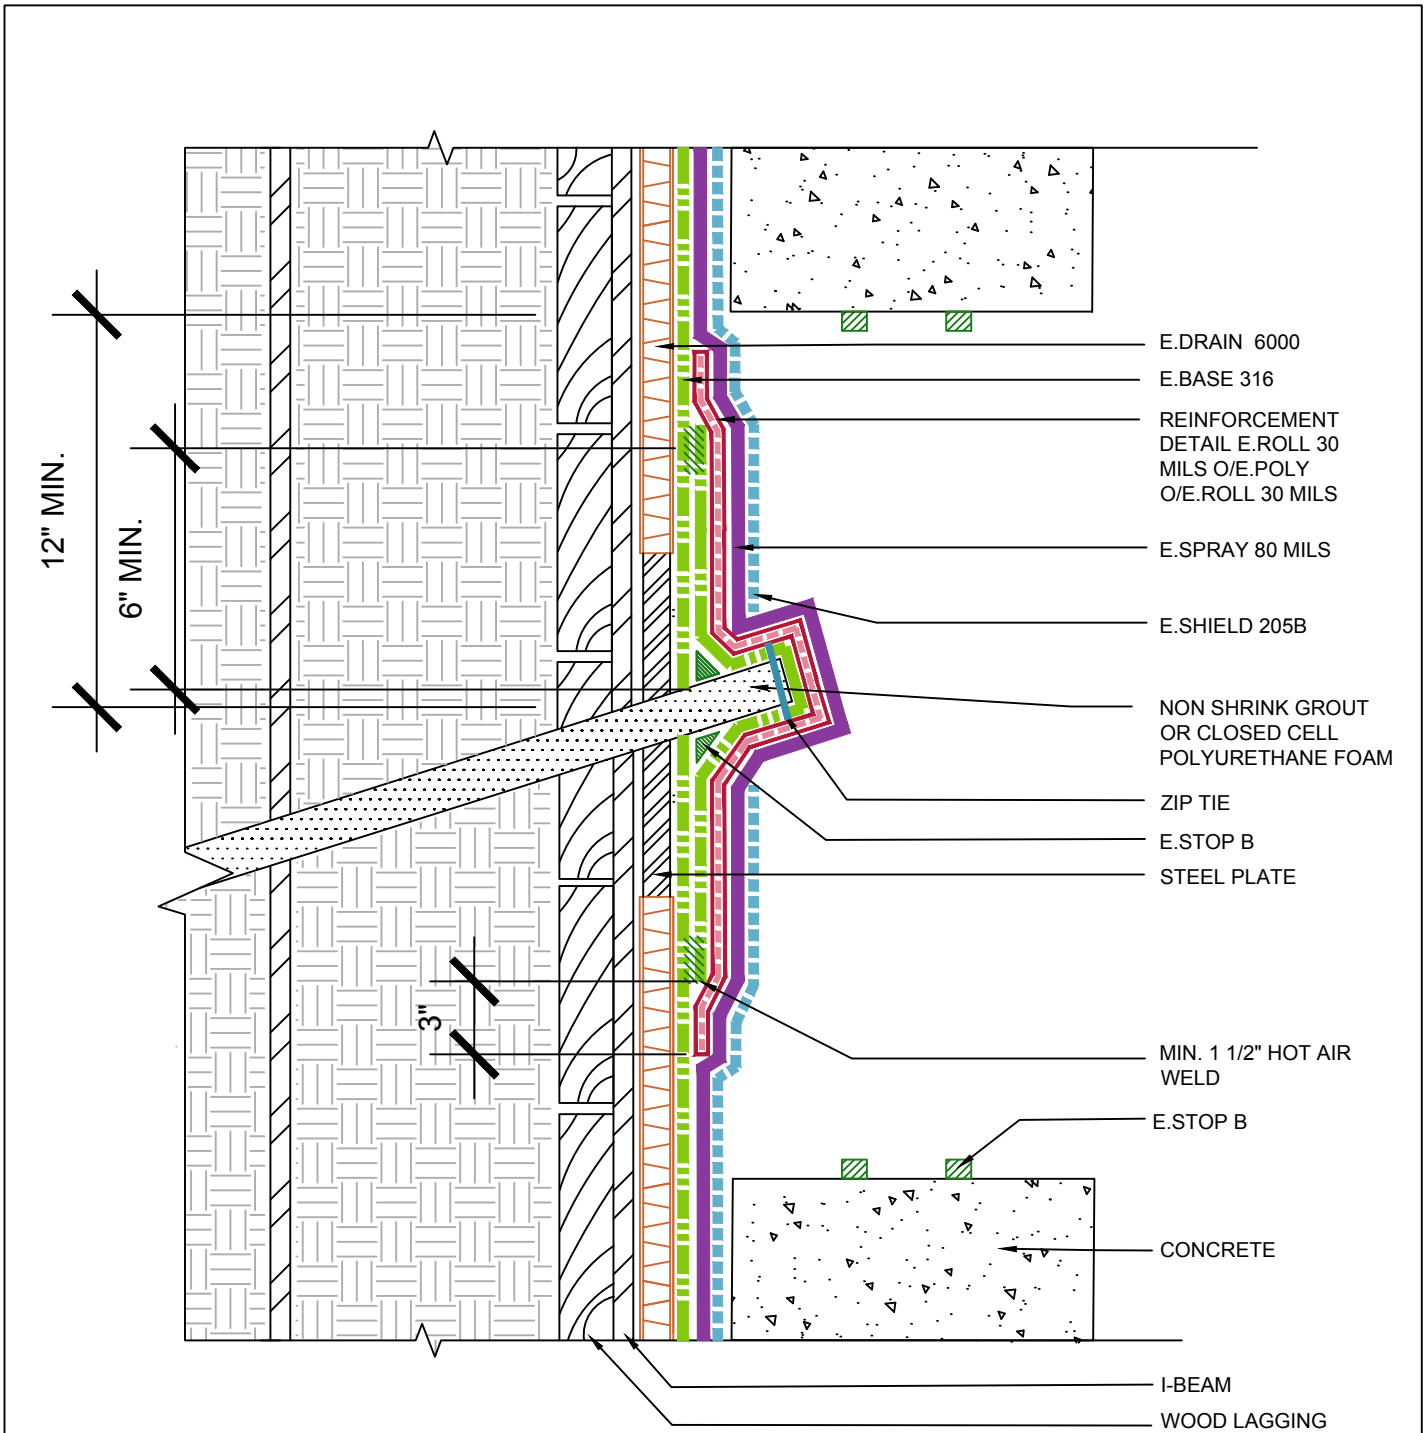 12" MIN.
6" MIN.
3"
E.DRAIN 6000
E.BASE 316
REINFORCEMENT
DETAIL E.ROLL 30
MILS O/E.POLY
O/E.ROLL 30 MILS
E.SPRAY 80 MILS
E.SHIELD 205B
NON SHRINK GROUT
OR CLOSED CELL
POLYURETHANE FOAM
ZIP TIE
E.STOP B
STEEL PLATE
MIN. 1 1/2" HOT AIR
WELD
E.STOP B
CONCRETE
I-BEAM
WOOD LAGGING